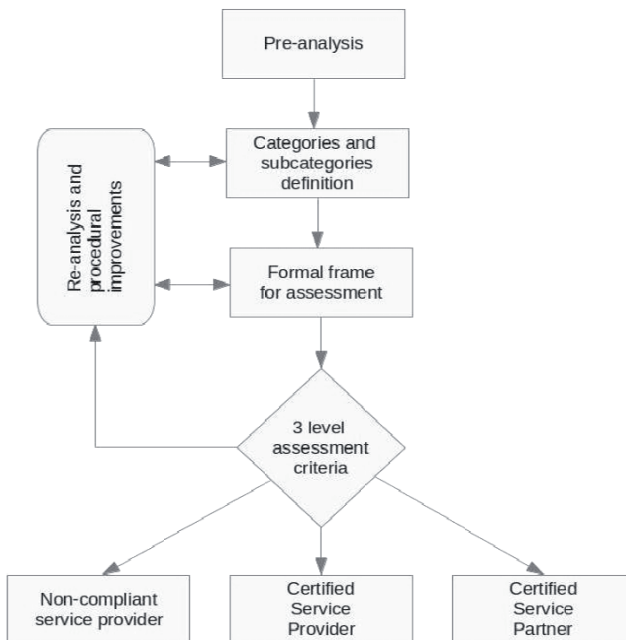 Pre-analysis
Categories and
subcategories
definition
Re-analysis and
procedural
improvements
Formal frame
for assessment
3 level
assessment
criteria
Non-compliant
service provider
Certified
Service
Provider
Certified
Service
Partner